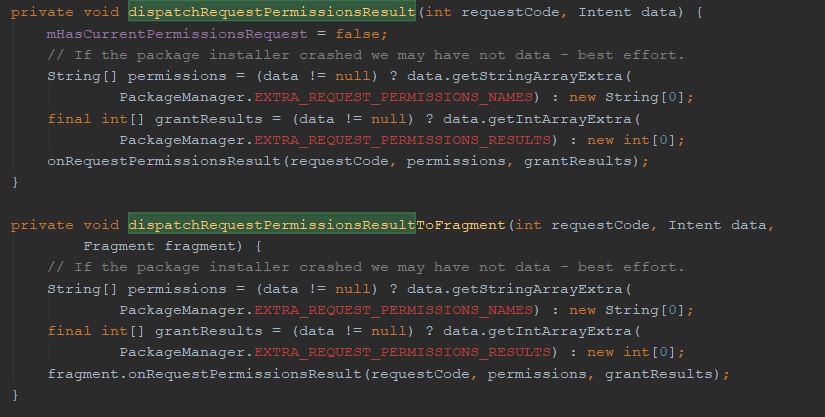 private void dispatchRequestPermissionsResult(int requestCode, Intent data) {
    mHasCurrentPermissionsRequest = false;
    // If the package installer crashed we may have not data - best effort.
    String[] permissions = (data != null) ? data.getStringArrayExtra(
            PackageManager.EXTRA_REQUEST_PERMISSIONS_NAMES) : new String[0];
    final int[] grantResults = (data != null) ? data.getIntArrayExtra(
            PackageManager.EXTRA_REQUEST_PERMISSIONS_RESULTS) : new int[0];
    onRequestPermissionsResult(requestCode, permissions, grantResults);
}
private void dispatchRequestPermissionsResultToFragment(int requestCode, Intent data,
        Fragment fragment) {
    // If the package installer crashed we may have not data - best effort.
    String[] permissions = (data != null) ? data.getStringArrayExtra(
            PackageManager.EXTRA_REQUEST_PERMISSIONS_NAMES) : new String[0];
    final int[] grantResults = (data != null) ? data.getIntArrayExtra(
            PackageManager.EXTRA_REQUEST_PERMISSIONS_RESULTS) : new int[0];
    fragment.onRequestPermissionsResult(requestCode, permissions, grantResults);
}